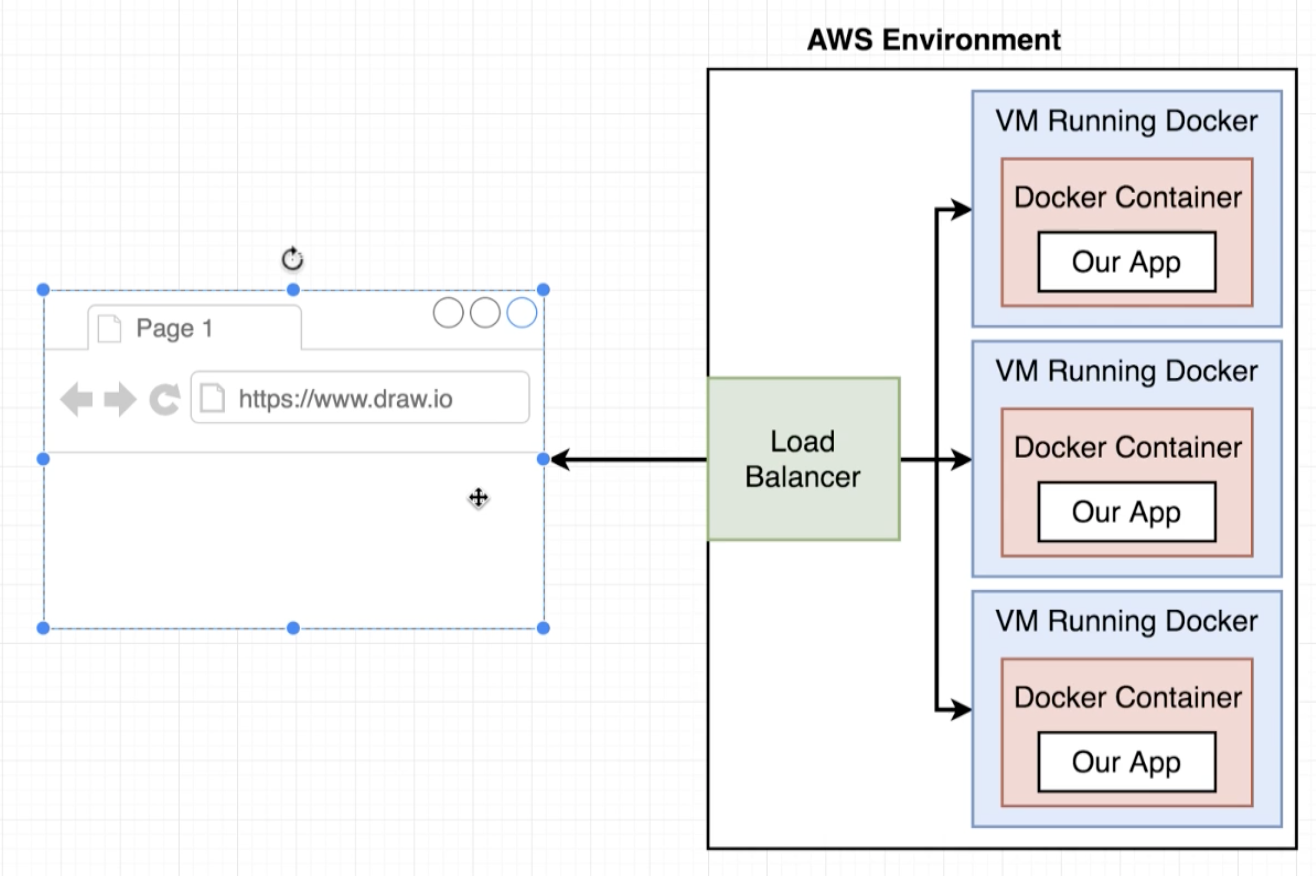 AWS Environment
Page 1
https://www.draw.io
Load
Balancer
VM Running Docker
Docker Container
Our App
VM Running Docker
Docker Container
Our App
VM Running Docker
Docker Container
Our App